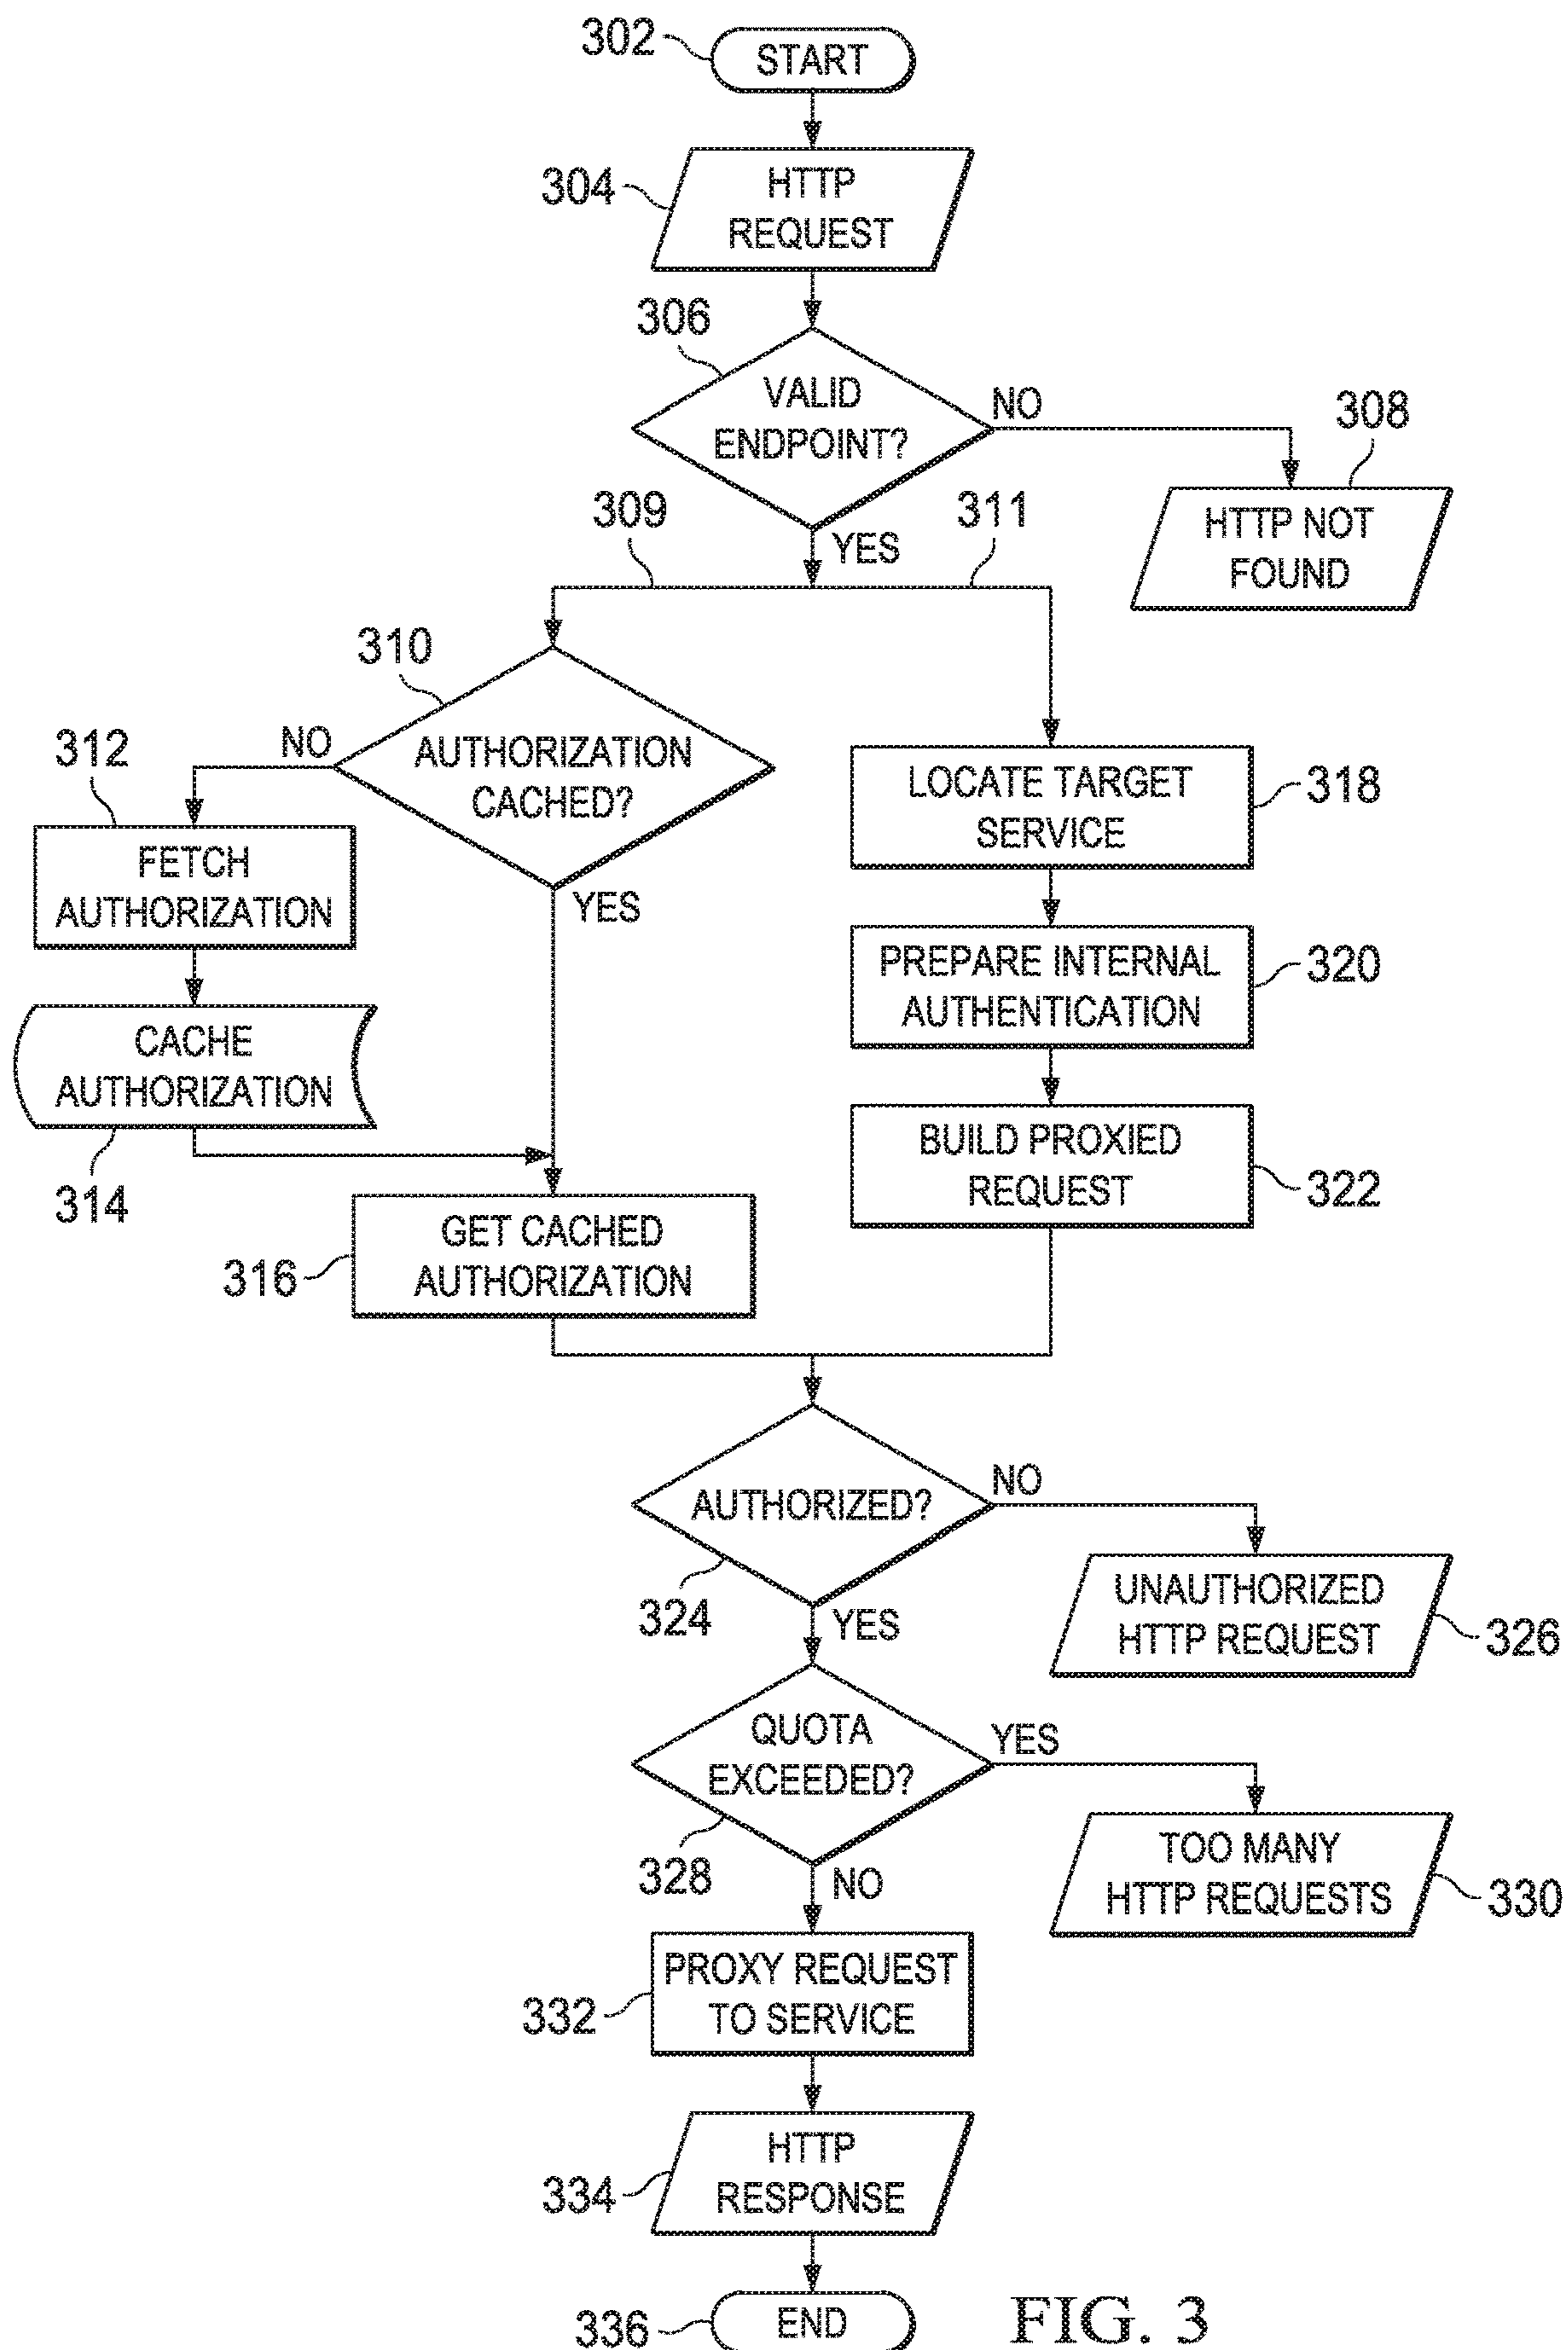 302
START
304
HTTP
REQUEST
306
VALID
ENDPOINT?
NO
308
HTTP NOT
FOUND
309
311
YES
310
AUTHORIZATION
CACHED?
NO
YES
312
FETCH
AUTHORIZATION
CACHE
AUTHORIZATION
314
GET CACHED
AUTHORIZATION
316
LOCATE TARGET
SERVICE
318
PREPARE INTERNAL
AUTHENTICATION
320
BUILD PROXIED
REQUEST
322
AUTHORIZED?
324
NO
YES
UNAUTHORIZED
HTTP REQUEST
326
QUOTA
EXCEEDED?
328
YES
NO
TOO MANY
HTTP REQUESTS
330
PROXY REQUEST
TO SERVICE
332
HTTP
RESPONSE
334
END
336
FIG. 3